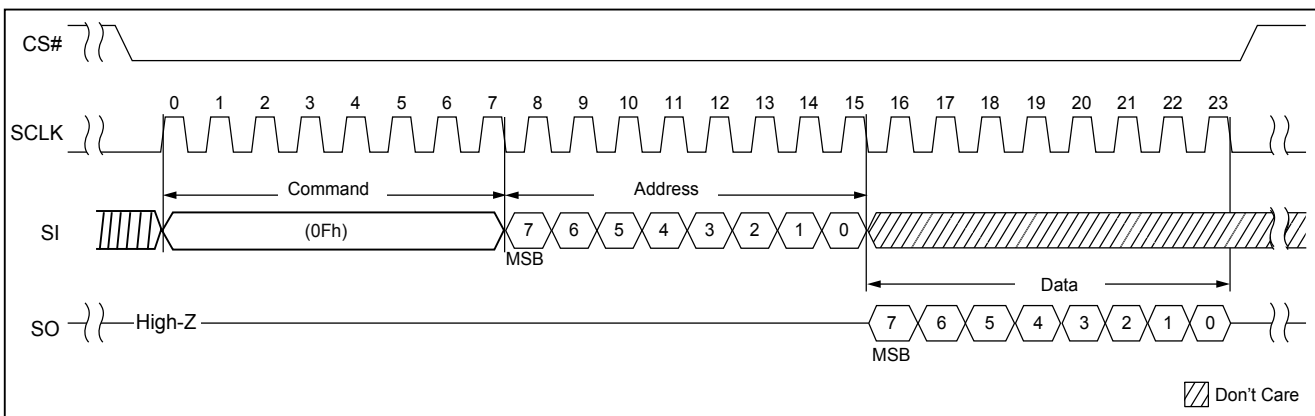 CS#
0 1 2 3 4 5 6 7 8 9 10 11 12 13 14 15 16 17 18 19 20 21 22 23
SCLK
Command Address
SI (0Fh) 7 6 5 4 3 2 1 0
MSB
Data
SO High-Z 7 6 5 4 3 2 1 0
MSB
Don't Care